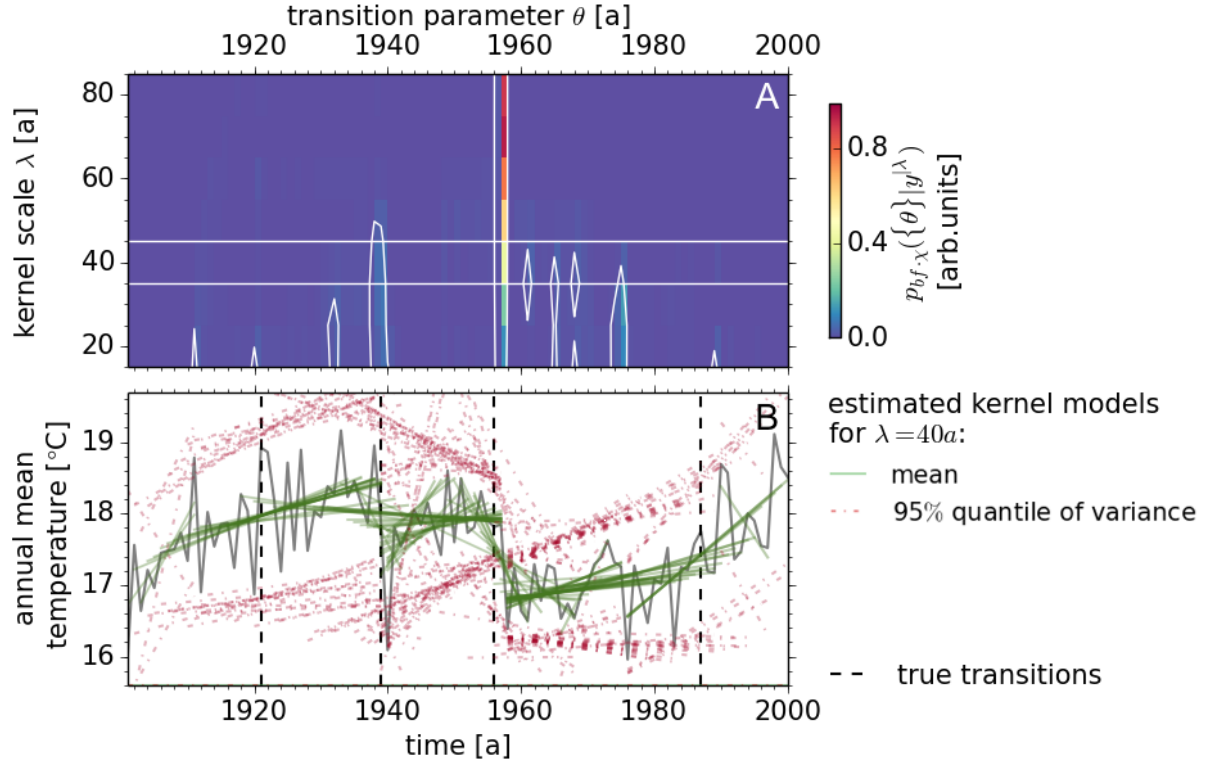 transition parameter θ [a]
1920 1940 1960 1980 2000
kernel scale λ [a]
80
60
40
20
A
0.8
0.4
0.0
p_{bf·χ}({θ}|y^{|λ})
[arb.units]
annual mean
temperature [°C]
19
18
17
16
B
1920 1940 1960 1980 2000
time [a]
estimated kernel models
for λ=40a:
mean
95% quantile of variance
true transitions